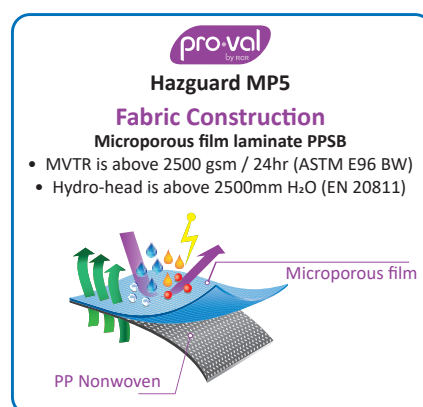 pro·val
by RCR
Hazguard MP5
Fabric Construction
Microporous film laminate PPSB
• MVTR is above 2500 gsm / 24hr (ASTM E96 BW)
• Hydro-head is above 2500mm H₂O (EN 20811)
Microporous film
PP Nonwoven